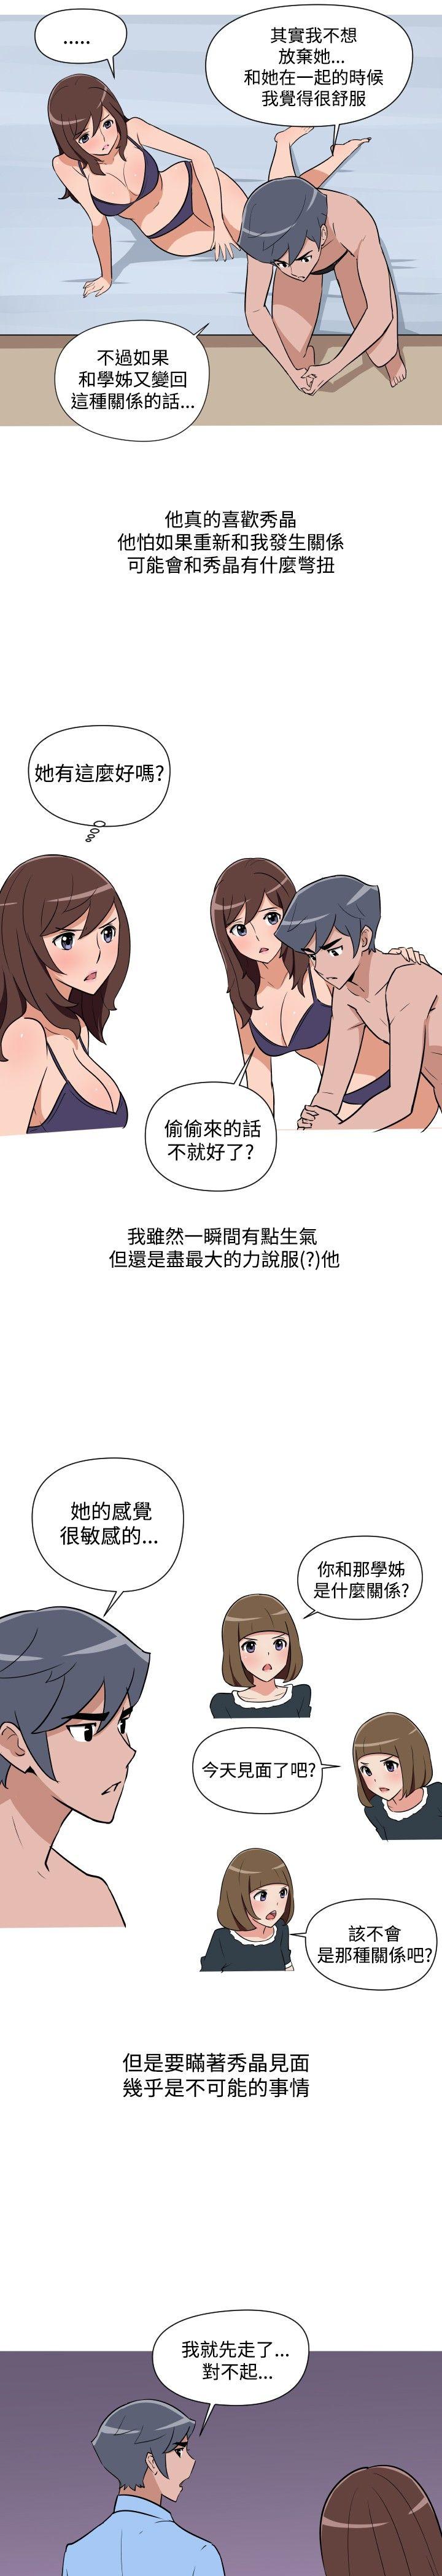 .....
其實我不想
放棄她...
和她在一起的時候
我覺得很舒服
不過如果
和學姊又變回
這種關係的話...
他真的喜歡秀晶
他怕如果重新和我發生關係
可能會和秀晶有什麼彆扭
她有這麼好嗎?
偷偷來的話
不就好了?
我雖然一瞬間有點生氣
但還是盡最大的力說服(?)他
她的感覺
很敏感的...
你和那學姊
是什麼關係?
今天見面了吧?
該不會
是那種關係吧?
但是要瞞著秀晶見面
幾乎是不可能的事情
我就先走了...
對不起...